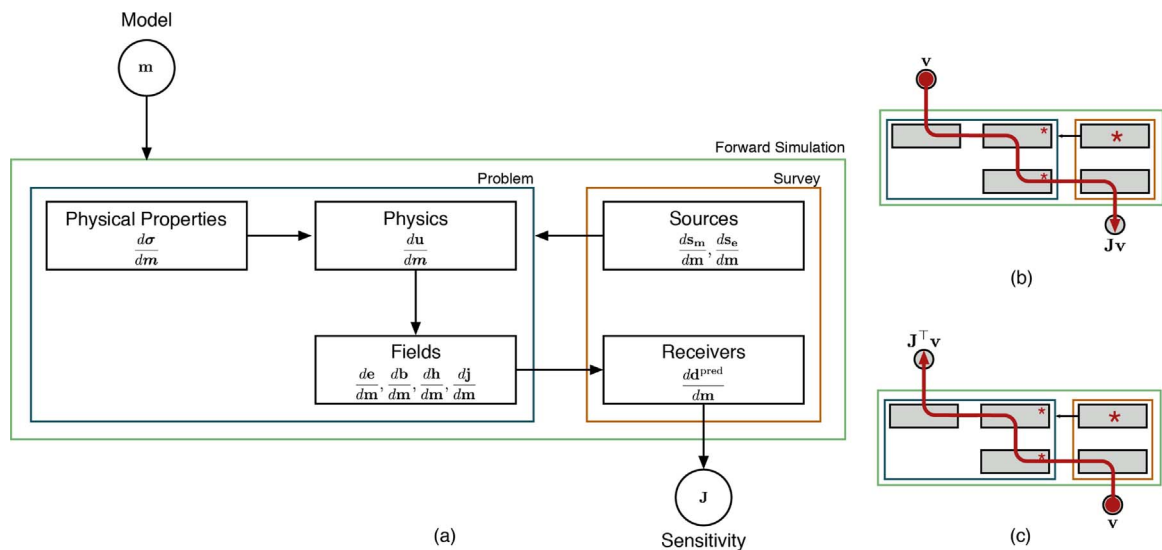 Model
m
Forward Simulation
Problem
Survey
Physical Properties
dσ/dm
Physics
du/dm
Sources
ds_m/dm, ds_e/dm
Fields
de/dm, db/dm, dh/dm, dj/dm
Receivers
dd^pred/dm
J
Sensitivity
(a)
v
* *
*
Jv
(b)
J^⊤v
* *
*
v
(c)